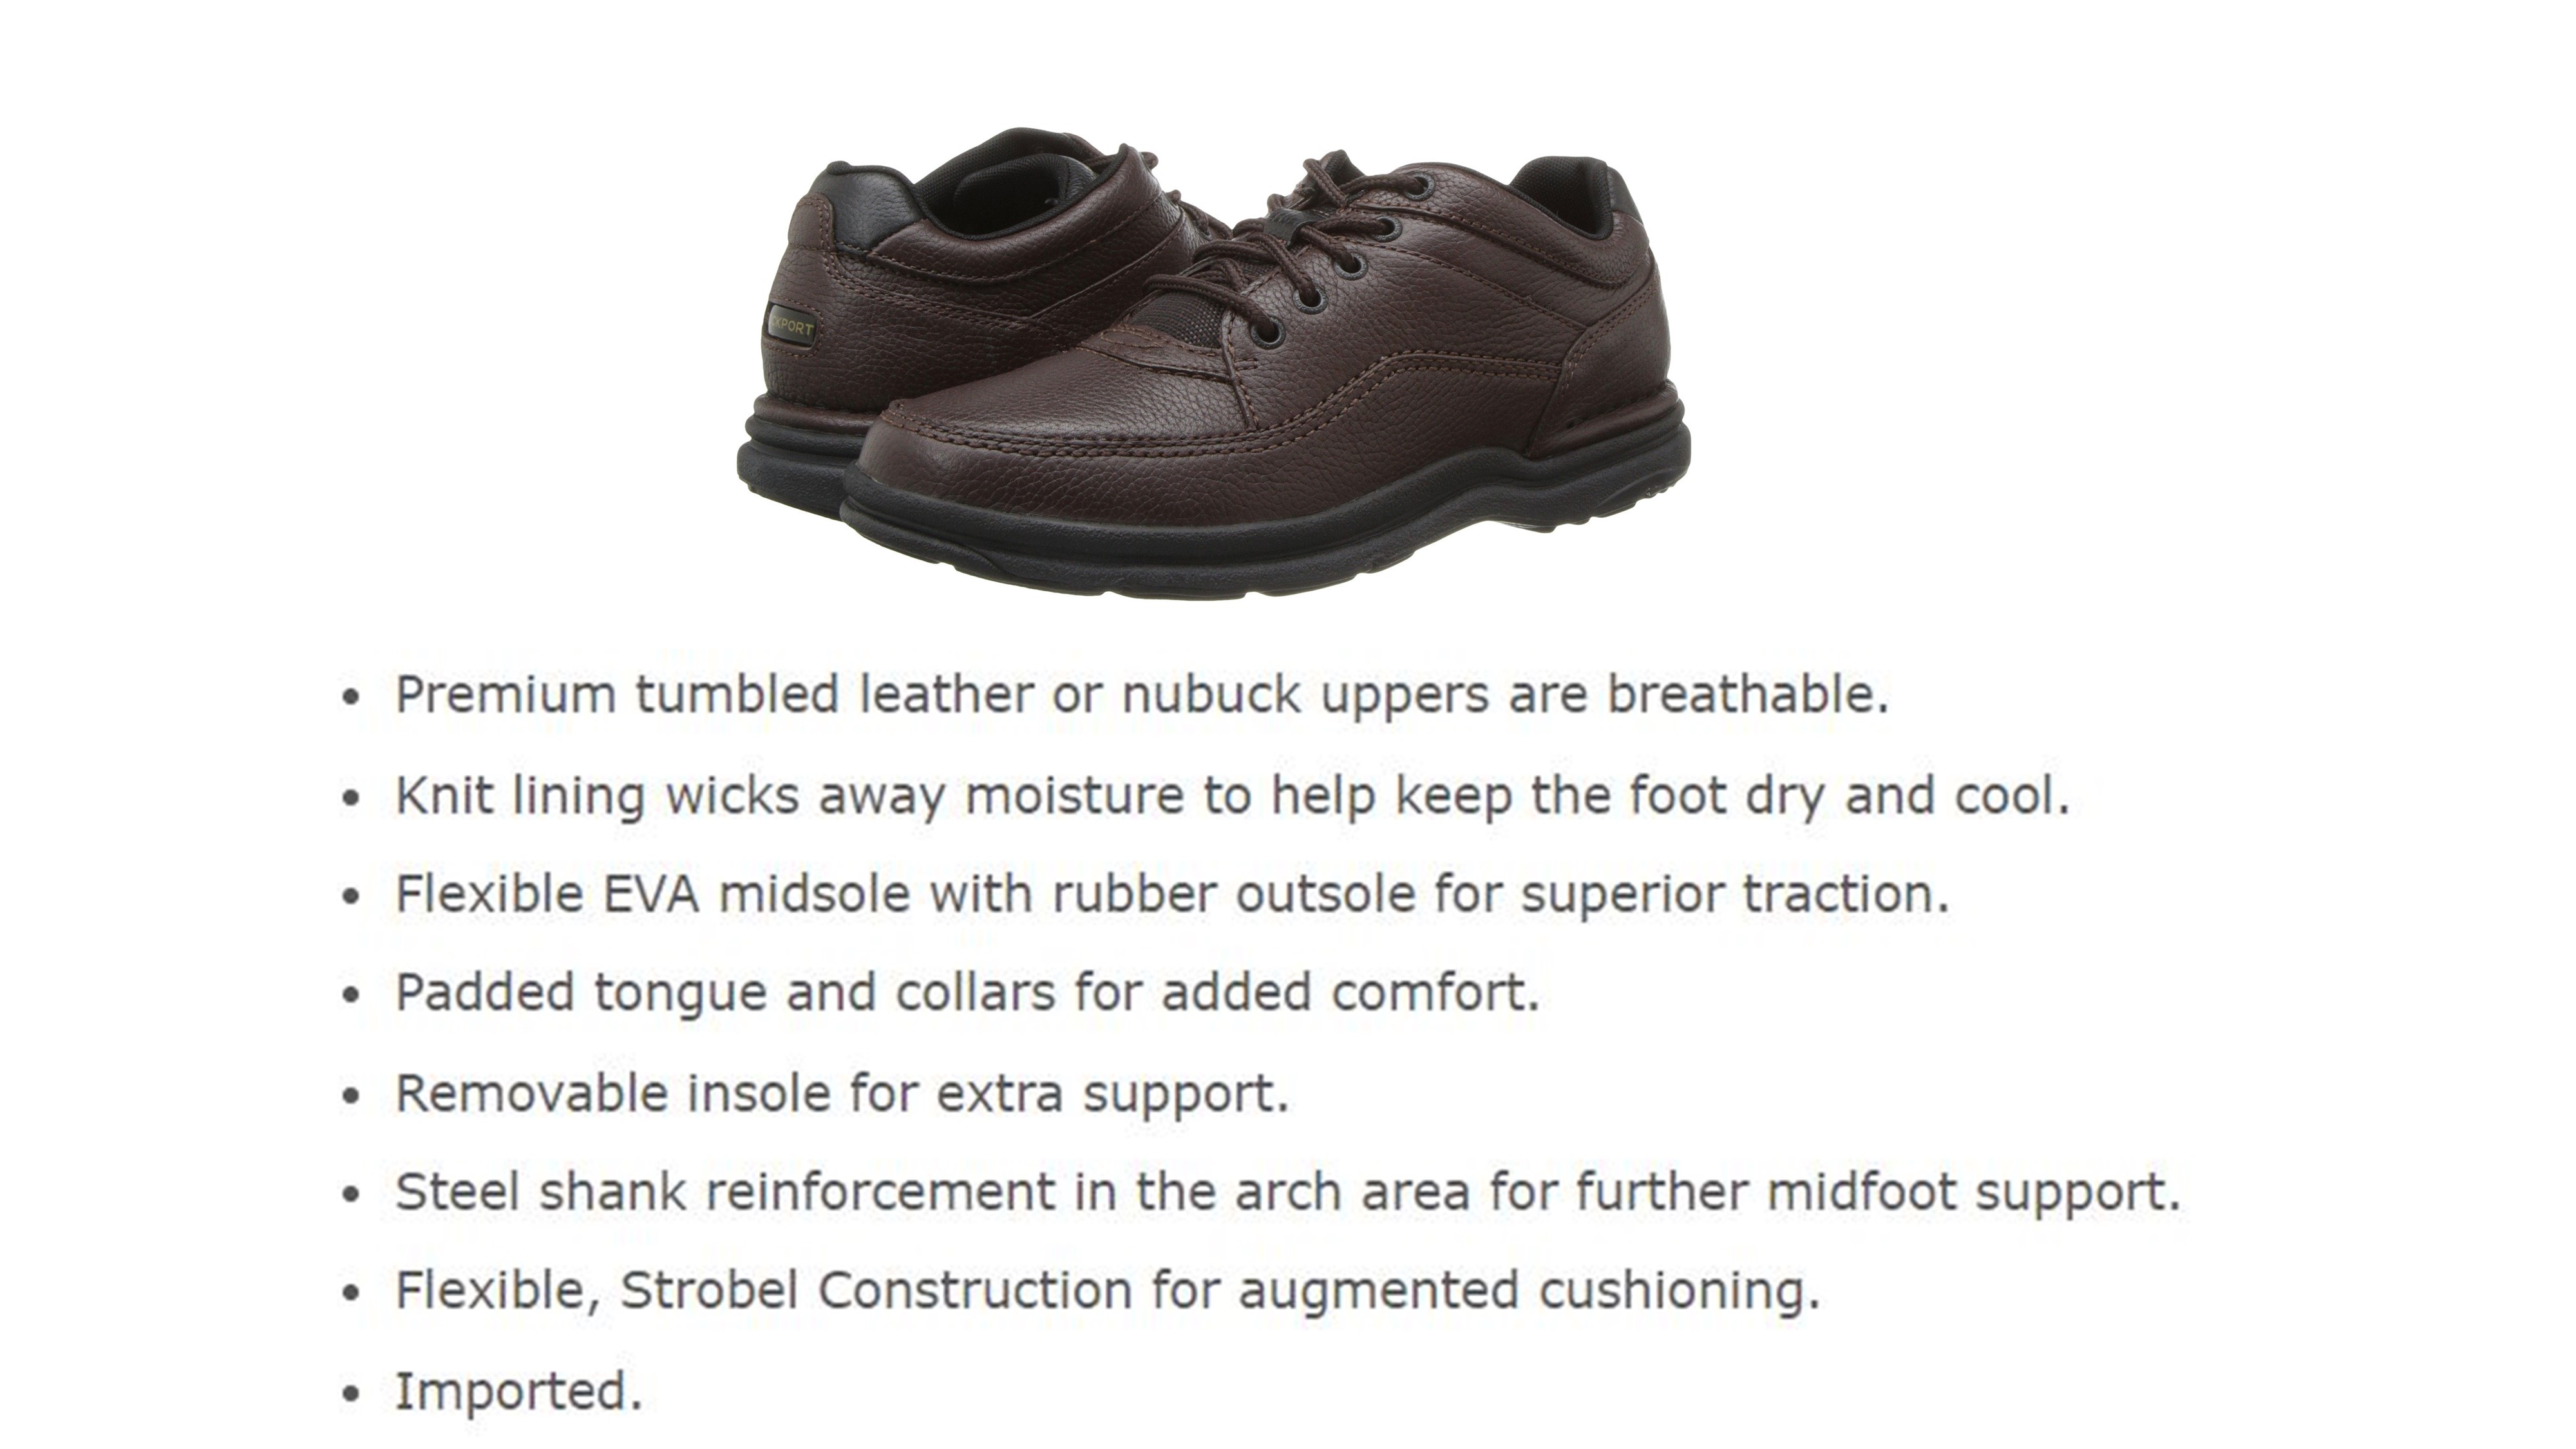 CKPORT
Premium tumbled leather or nubuck uppers are breathable.
Knit lining wicks away moisture to help keep the foot dry and cool.
Flexible EVA midsole with rubber outsole for superior traction.
Padded tongue and collars for added comfort.
Removable insole for extra support.
Steel shank reinforcement in the arch area for further midfoot support.
Flexible, Strobel Construction for augmented cushioning.
Imported.